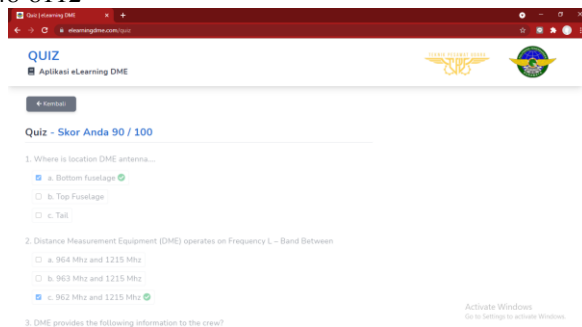 Quiz | elearning DME
elearningdme.com/quiz
QUIZ
Aplikasi eLearning DME
Kembali
Quiz - Skor Anda 90 / 100
1. Where is location DME antenna....
a. Bottom fuselage
b. Top Fuselage
c. Tail
2. Distance Measurement Equipment (DME) operates on Frequency L – Band Between
a. 964 Mhz and 1215 Mhz
b. 963 Mhz and 1215 Mhz
c. 962 Mhz and 1215 Mhz
Activate Windows
Go to Settings to activate Windows
3. DME provides the following information to the crew?